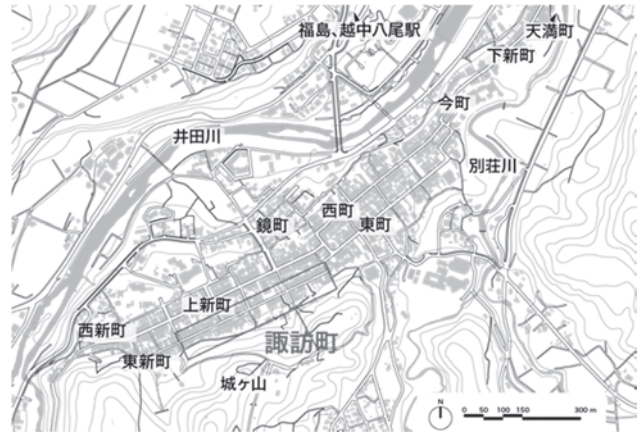 福島、越中八尾駅
天満町
下新町
今町
井田川
別荘川
西町
鏡町
東町
上新町
西新町
諏訪町
東新町
城ヶ山
N
0 50 100 150 300 m